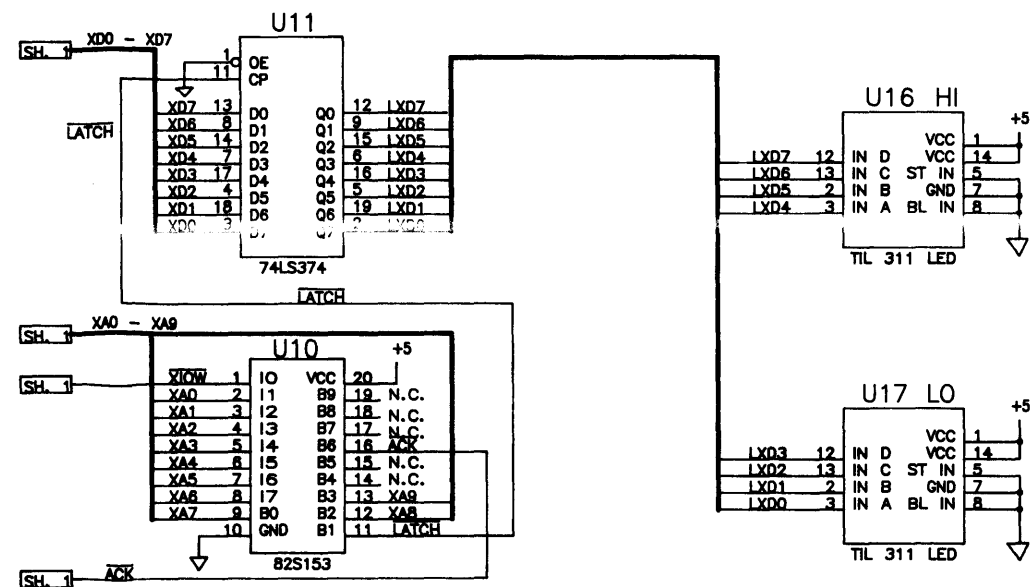 U11
SH. 1 XD0 - XD7
1 OE
11 CP
LATCH
XD7 13 D0 Q0 12 LXD7
XD6 8 D1 Q1 9 LXD6
XD5 14 D2 Q2 15 LXD5
XD4 7 D3 Q3 6 LXD4
XD3 17 D4 Q4 16 LXD3
XD2 4 D5 Q5 5 LXD2
XD1 18 D6 Q6 19 LXD1
XD0 3 D7 Q7 2 LXD0
74LS374
LATCH
U16 HI
+5
VCC 1
VCC 14
LXD7 12 IN D
LXD6 13 IN C ST IN 5
LXD5 2 IN B GND 7
LXD4 3 IN A BL IN 8
TIL 311 LED
SH. 1 XA0 - XA9
U10
+5
SH. 1
XIOW 1 I0 VCC 20
XA0 2 I1 B9 19 N.C.
XA1 3 I2 B8 18 N.C.
XA2 4 I3 B7 17 N.C.
XA3 5 I4 B6 16 ACK
XA4 6 I5 B5 15 N.C.
XA5 7 I6 B4 14 N.C.
XA6 8 I7 B3 13 XA9
XA7 9 B0 B2 12 XA8
10 GND B1 11 LATCH
82S153
SH. 1 ACK
U17 LO
+5
VCC 1
VCC 14
LXD3 12 IN D
LXD2 13 IN C ST IN 5
LXD1 2 IN B GND 7
LXD0 3 IN A BL IN 8
TIL 311 LED